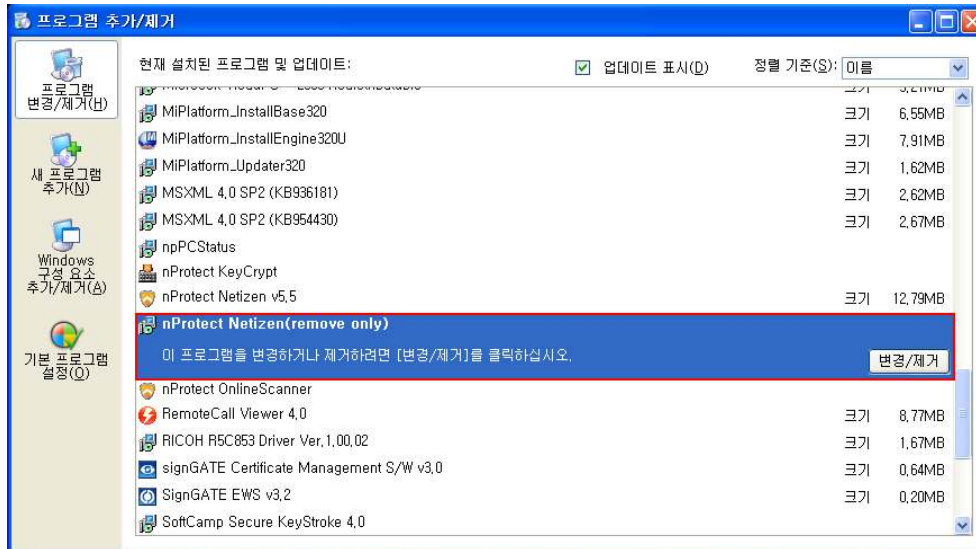 프로그램 추가/제거
프로그램
변경/제거(H)
새 프로그램
추가(N)
Windows
구성 요소
추가/제거(A)
기본 프로그램
설정(O)
현재 설치된 프로그램 및 업데이트:
업데이트 표시(D)
정렬 기준(S): 이름
MiPlatform_InstallBase320 크기 6,55MB
MiPlatform_InstallEngine320U 크기 7,91MB
MiPlatform_Updater320 크기 1,62MB
MSXML 4,0 SP2 (KB936181) 크기 2,62MB
MSXML 4,0 SP2 (KB954430) 크기 2,67MB
npPCStatus
nProtect KeyCrypt
nProtect Netizen v5,5 크기 12,79MB
nProtect Netizen(remove only)
이 프로그램을 변경하거나 제거하려면 [변경/제거]를 클릭하십시오.
변경/제거
nProtect OnlineScanner
RemoteCall Viewer 4,0 크기 8,77MB
RICOH R5C853 Driver Ver,1,00,02 크기 1,67MB
signGATE Certificate Management S/W v3,0 크기 0,64MB
SignGATE EWS v3,2 크기 0,20MB
SoftCamp Secure KeyStroke 4,0